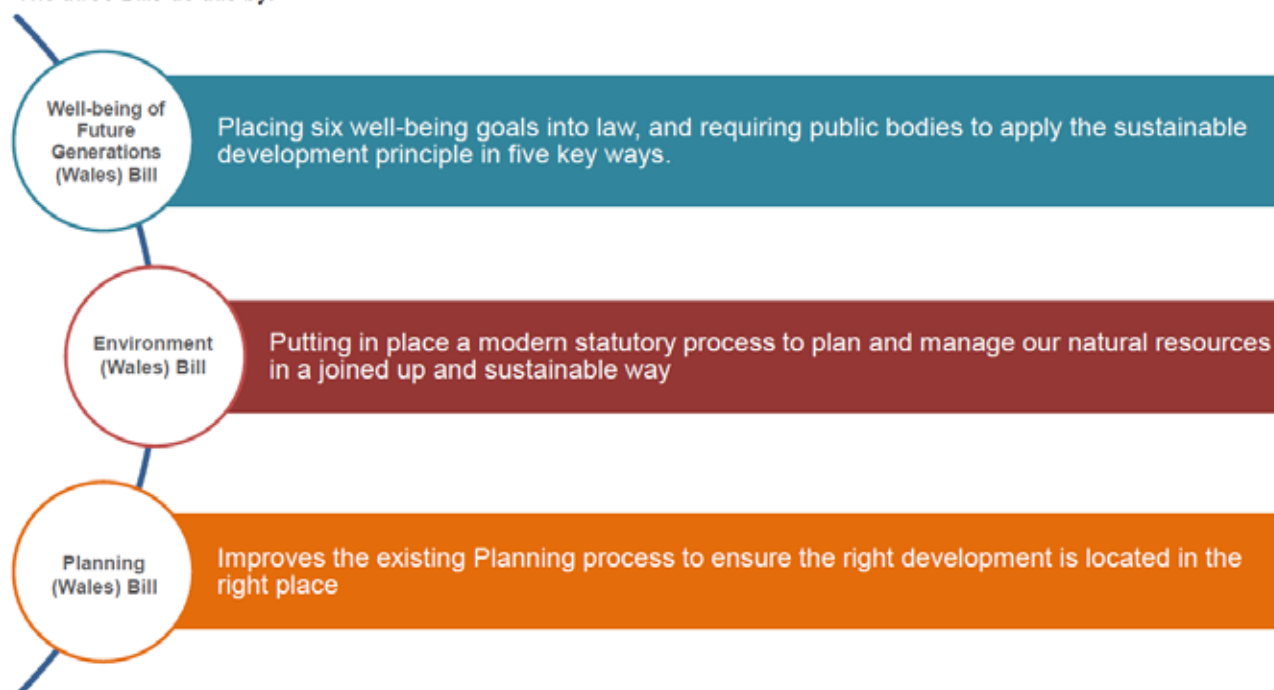 Well-being of
Future
Generations
(Wales) Bill
Placing six well-being goals into law, and requiring public bodies to apply the sustainable
development principle in five key ways.
Environment
(Wales) Bill
Putting in place a modern statutory process to plan and manage our natural resources
in a joined up and sustainable way
Planning
(Wales) Bill
Improves the existing Planning process to ensure the right development is located in the
right place